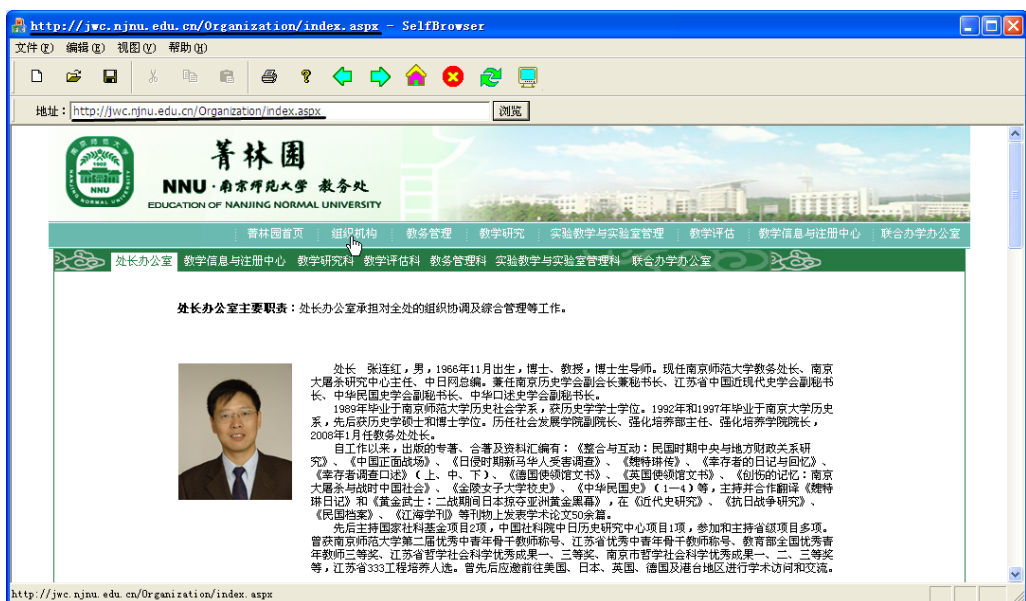 http://jwc.njnu.edu.cn/Organization/index.aspx - SelfBrowser
文件(F) 编辑(E) 视图(V) 帮助(H)
地址： http://jwc.njnu.edu.cn/Organization/index.aspx 浏览
南京师范大学
NNU
NANJING NORMAL UNIVERSITY
菁林园
NNU·南京师范大学 教务处
EDUCATION OF NANJING NORMAL UNIVERSITY
菁林园首页 组织机构 教务管理 教学研究 实验教学与实验室管理 教学评估 教学信息与注册中心 联合办学办公室
处长办公室 教学信息与注册中心 教学研究科 教学评估科 教务管理科 实验教学与实验室管理科 联合办学办公室
处长办公室主要职责：处长办公室承担对全处的组织协调及综合管理等工作。
处长 张连红，男，1966年11月出生，博士、教授，博士生导师。现任南京师范大学教务处长、南京
大屠杀研究中心主任、中日网总编。兼任南京历史学会副会长兼秘书长、江苏省中国近现代史学会副秘书
长、中华民国史学会副秘书长、中华口述史学会副秘书长。
1989年毕业于南京师范大学历史社会学系，获历史学学士学位。1992年和1997年毕业于南京大学历史
系，先后获历史学硕士和博士学位。历任社会发展学院副院长、强化培养部主任、强化培养学院院长，
2008年1月任教务处处长。
自工作以来，出版的专著、合著及资料汇编有：《整合与互动：民国时期中央与地方财政关系研
究》、《中国正面战场》、《日侵时期新马华人受害调查》、《魏特琳传》、《幸存者的日记与回忆》、
《幸存者调查口述》（上、中、下）、《德国使领馆文书》、《英国使领馆文书》、《创伤的记忆：南京
大屠杀与战时中国社会》、《金陵女子大学校史》、《中华民国史》（1—4）等，主持并合作翻译《魏特
琳日记》和《黄金武士：二战期间日本掠夺亚洲黄金黑幕》，在《近代史研究》、《抗日战争研究》、
《民国档案》、《江海学刊》等刊物上发表学术论文50余篇。
先后主持国家社科基金项目2项，中国社科院中日历史研究中心项目1项，参加和主持省级项目多项。
曾获南京师范大学第二届优秀中青年骨干教师称号、江苏省优秀中青年骨干教师称号、教育部全国优秀青
年教师三等奖、江苏省哲学社会科学优秀成果一、三等奖、南京市哲学社会科学优秀成果一、二、三等奖
等，江苏省333工程培养人选。曾先后应邀前往美国、日本、英国、德国及港台地区进行学术访问和交流。
http://jwc.njnu.edu.cn/Organization/index.aspx